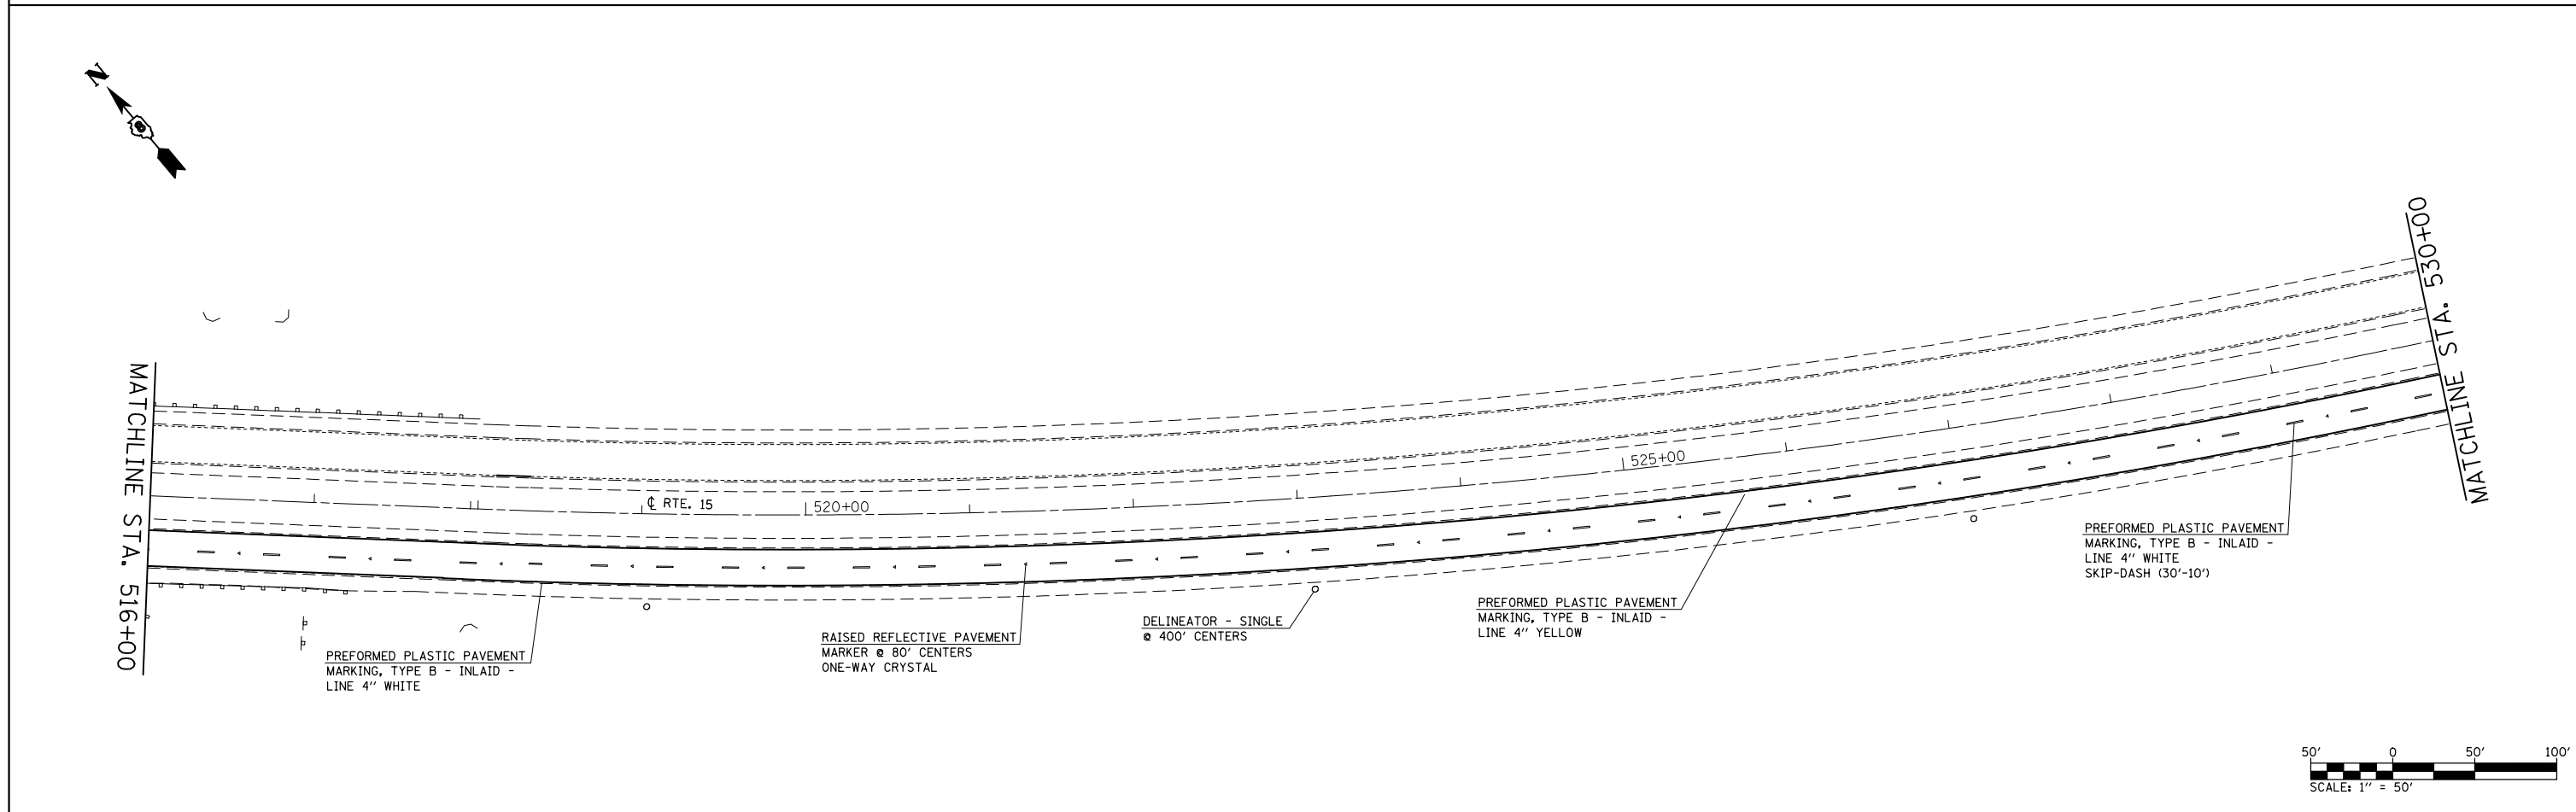 N
MATCHLINE STA. 516+00
℄ RTE. 15
520+00
525+00
MATCHLINE STA. 530+00
PREFORMED PLASTIC PAVEMENT
MARKING, TYPE B - INLAID -
LINE 4" WHITE
RAISED REFLECTIVE PAVEMENT
MARKER @ 80' CENTERS
ONE-WAY CRYSTAL
DELINEATOR - SINGLE
@ 400' CENTERS
PREFORMED PLASTIC PAVEMENT
MARKING, TYPE B - INLAID -
LINE 4" YELLOW
PREFORMED PLASTIC PAVEMENT
MARKING, TYPE B - INLAID -
LINE 4" WHITE
SKIP-DASH (30'-10')
50' 0 50' 100'
SCALE: 1" = 50'